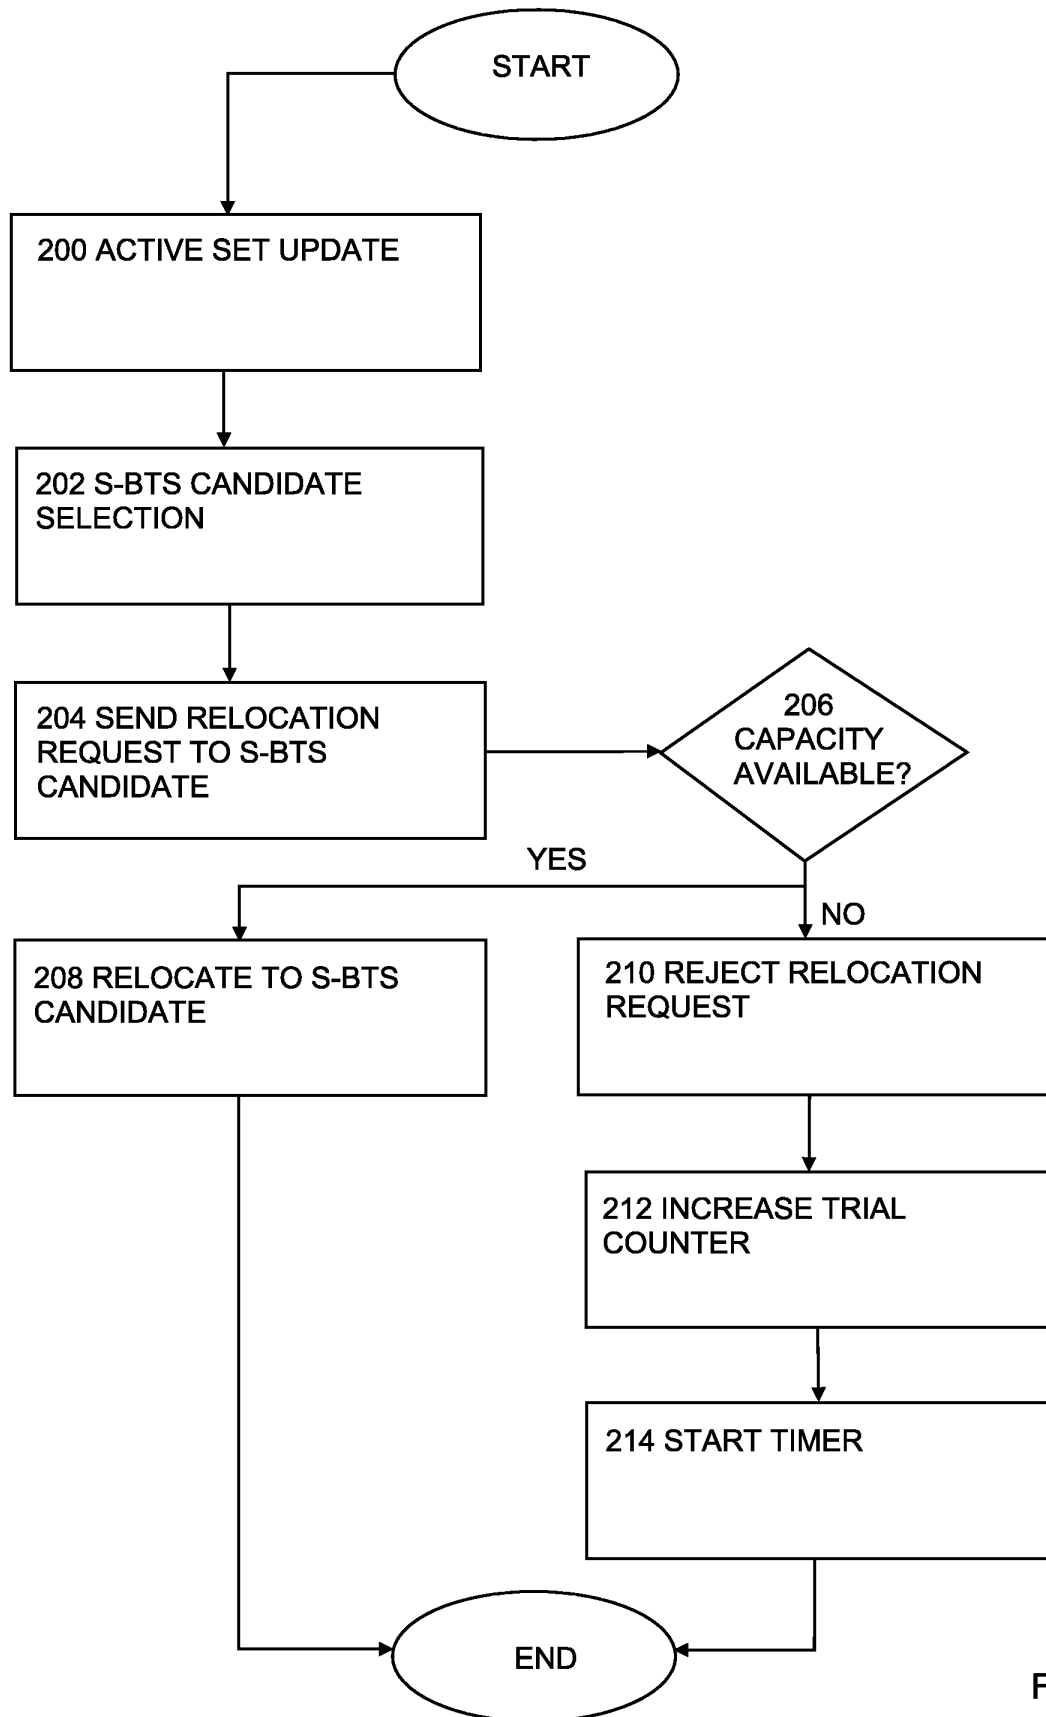 START
200 ACTIVE SET UPDATE
202 S-BTS CANDIDATE
SELECTION
204 SEND RELOCATION
REQUEST TO S-BTS
CANDIDATE
206
CAPACITY
AVAILABLE?
YES
NO
208 RELOCATE TO S-BTS
CANDIDATE
210 REJECT RELOCATION
REQUEST
212 INCREASE TRIAL
COUNTER
214 START TIMER
END
F